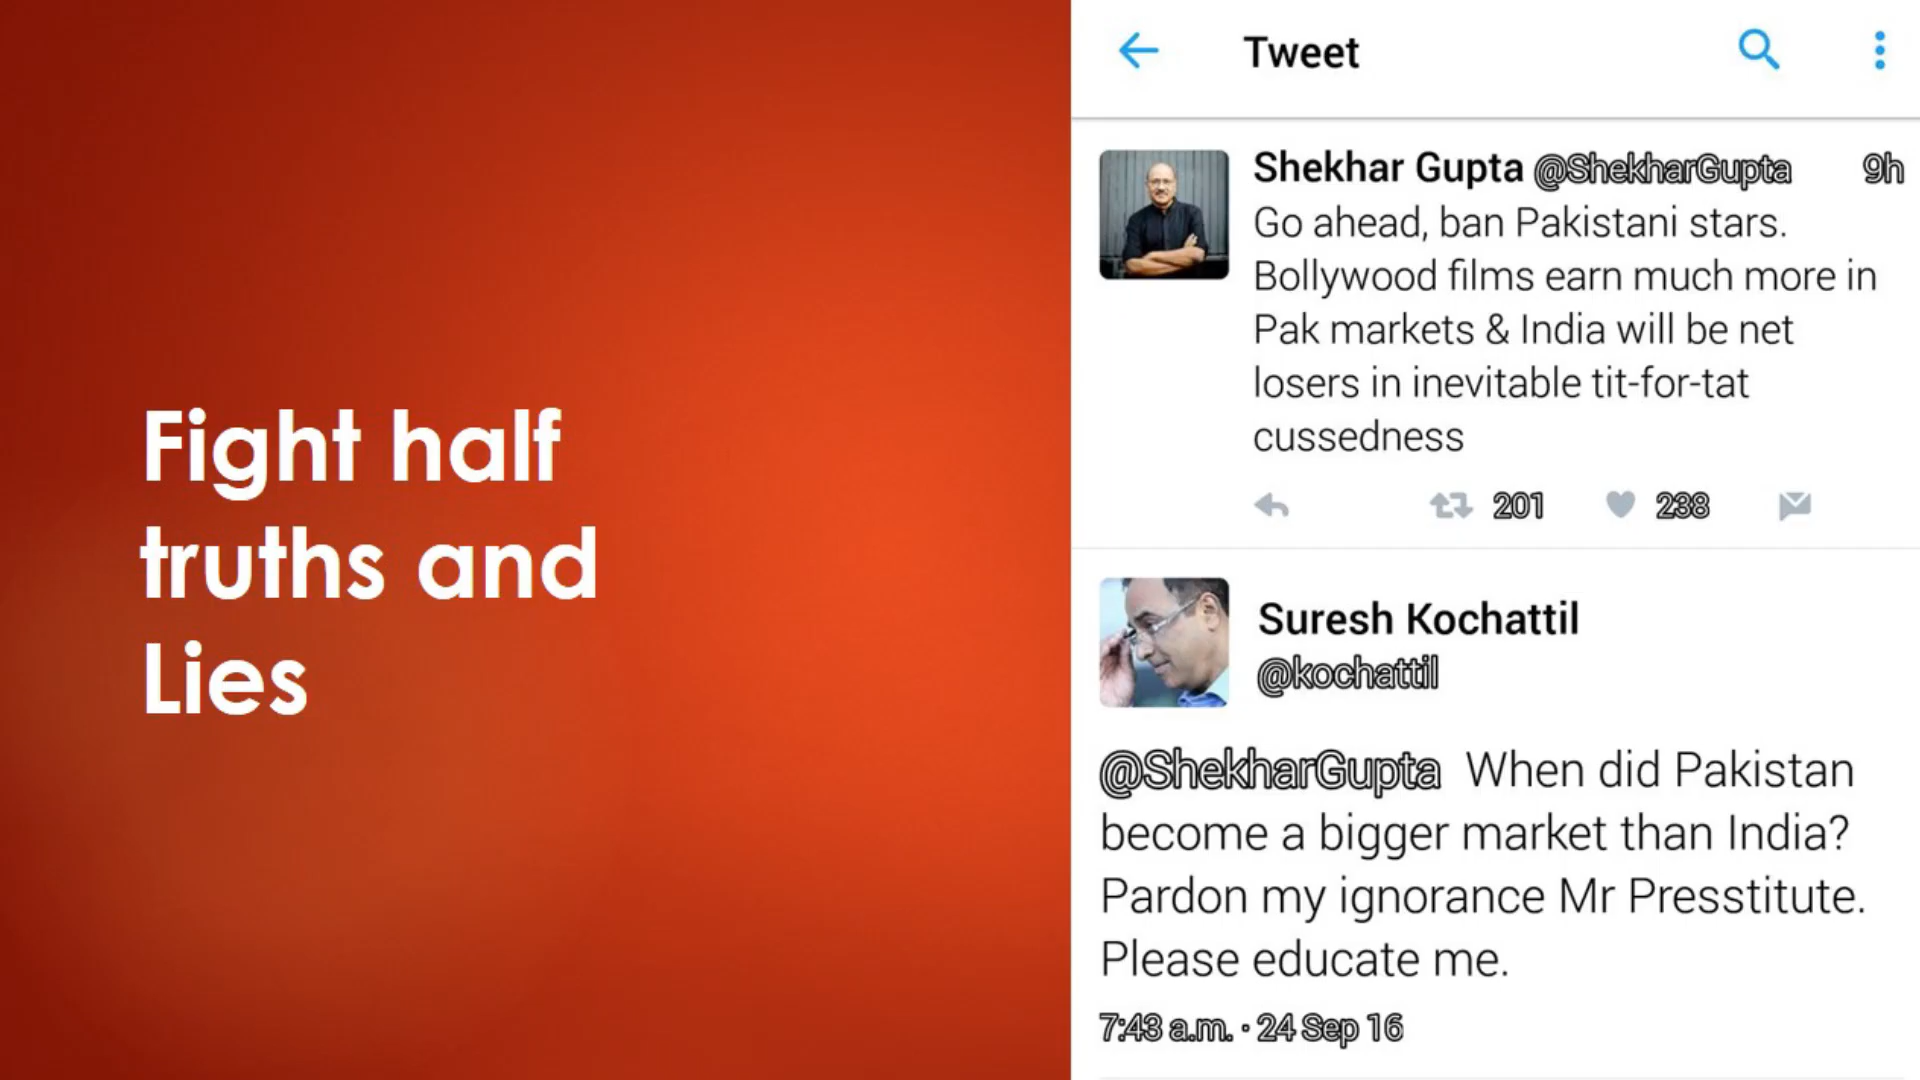 Fight half
truths and
Lies
Tweet
Shekhar Gupta @ShekharGupta 9h
Go ahead, ban Pakistani stars.
Bollywood films earn much more in
Pak markets & India will be net
losers in inevitable tit-for-tat
cussedness
201 238
Suresh Kochattil
@kochattil
@ShekharGupta When did Pakistan
become a bigger market than India?
Pardon my ignorance Mr Presstitute.
Please educate me.
7:43 a.m. · 24 Sep 16